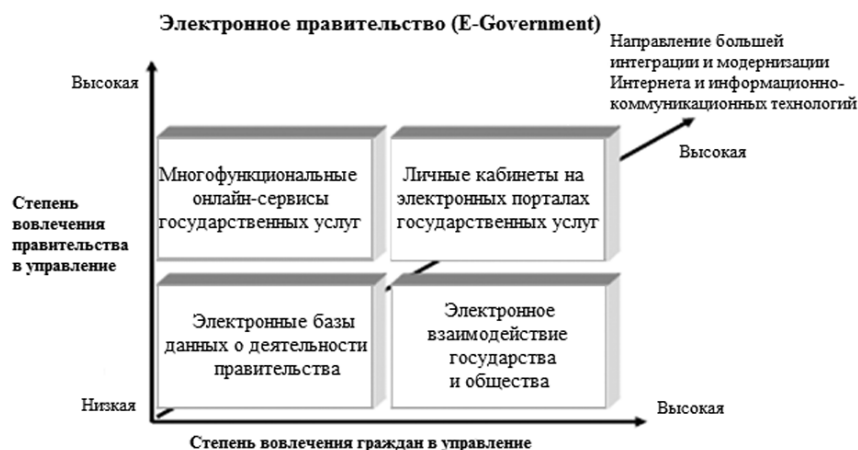 Электронное правительство (E-Government)
Направление большей
интеграции и модернизации
Интернета и информационно-
коммуникационных технологий
Высокая
Высокая
Многофункциональные
онлайн-сервисы
государственных услуг
Личные кабинеты на
электронных порталах
государственных услуг
Степень
вовлечения
правительства
в управление
Электронные базы
данных о деятельности
правительства
Электронное
взаимодействие
государства
и общества
Низкая
Высокая
Степень вовлечения граждан в управление